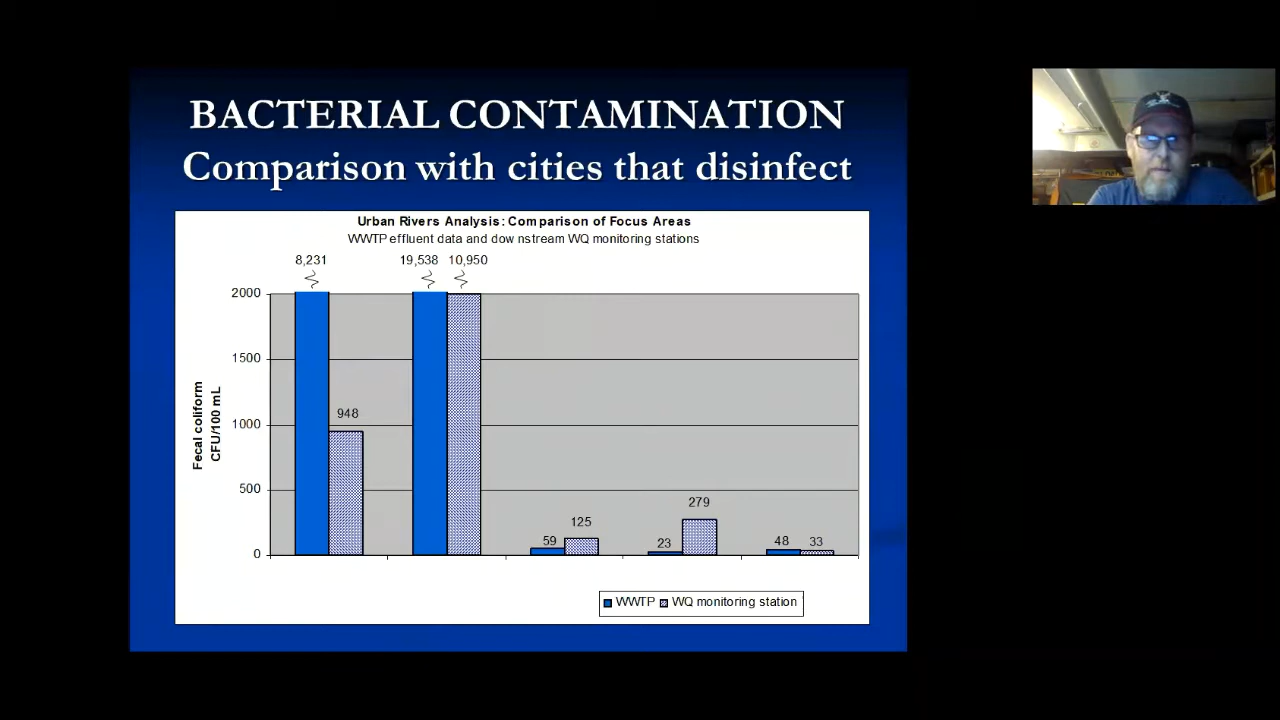 BACTERIAL CONTAMINATION
Comparison with cities that disinfect
Urban Rivers Analysis: Comparison of Focus Areas
WWTP effluent data and dow nstream WQ monitoring stations
8,231
19,538
10,950
2000
1500
1000
500
0
Fecal coliform
CFU/100 mL
948
59
125
23
279
48
33
WWTP
WQ monitoring station